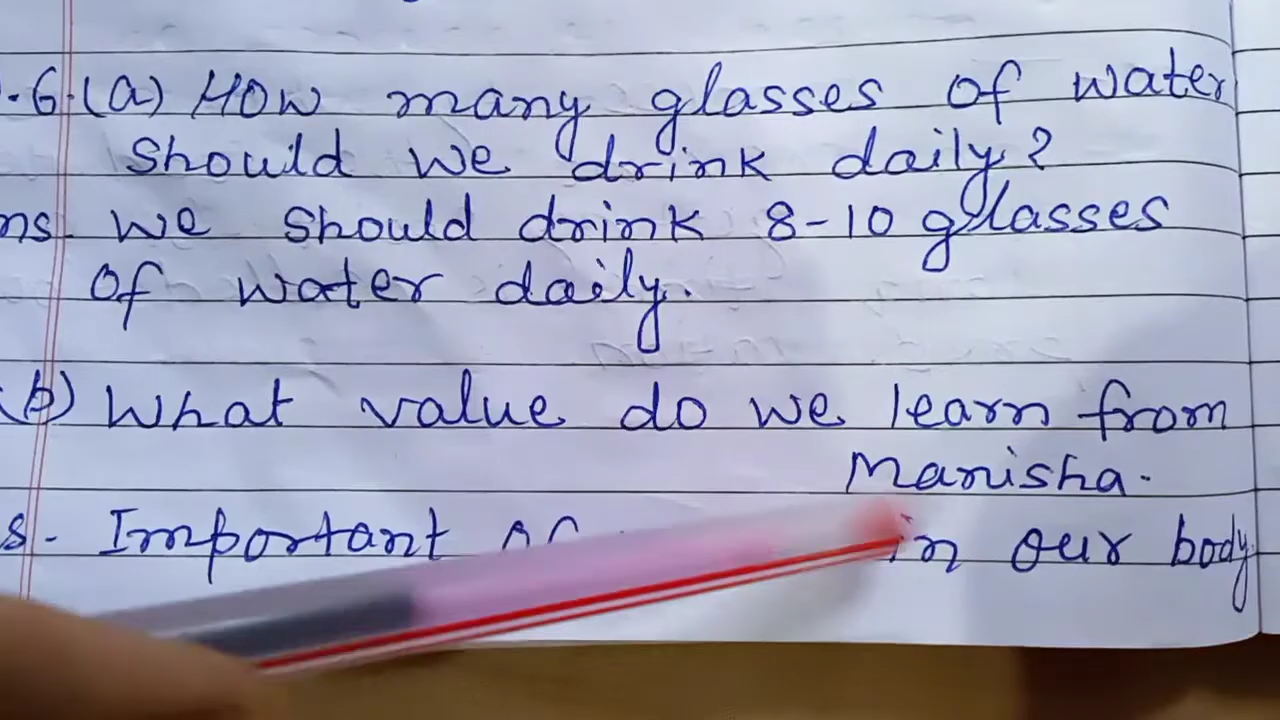 .6.(a) How many glasses of water
should we drink daily?
ns. we should drink 8-10 glasses
of water daily.
(b) What value do we learn from
Manisha.
s. Important in our body